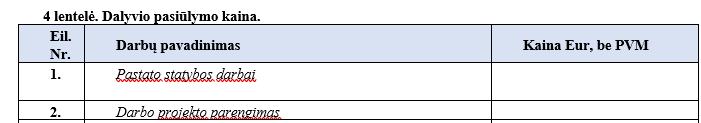 4 lentelė. Dalyvio pasiūlymo kaina.
Eil. Nr.
Darbų pavadinimas
Kaina Eur, be PVM
1.
Pastato statybos darbai
2.
Darbo projekto parengimas